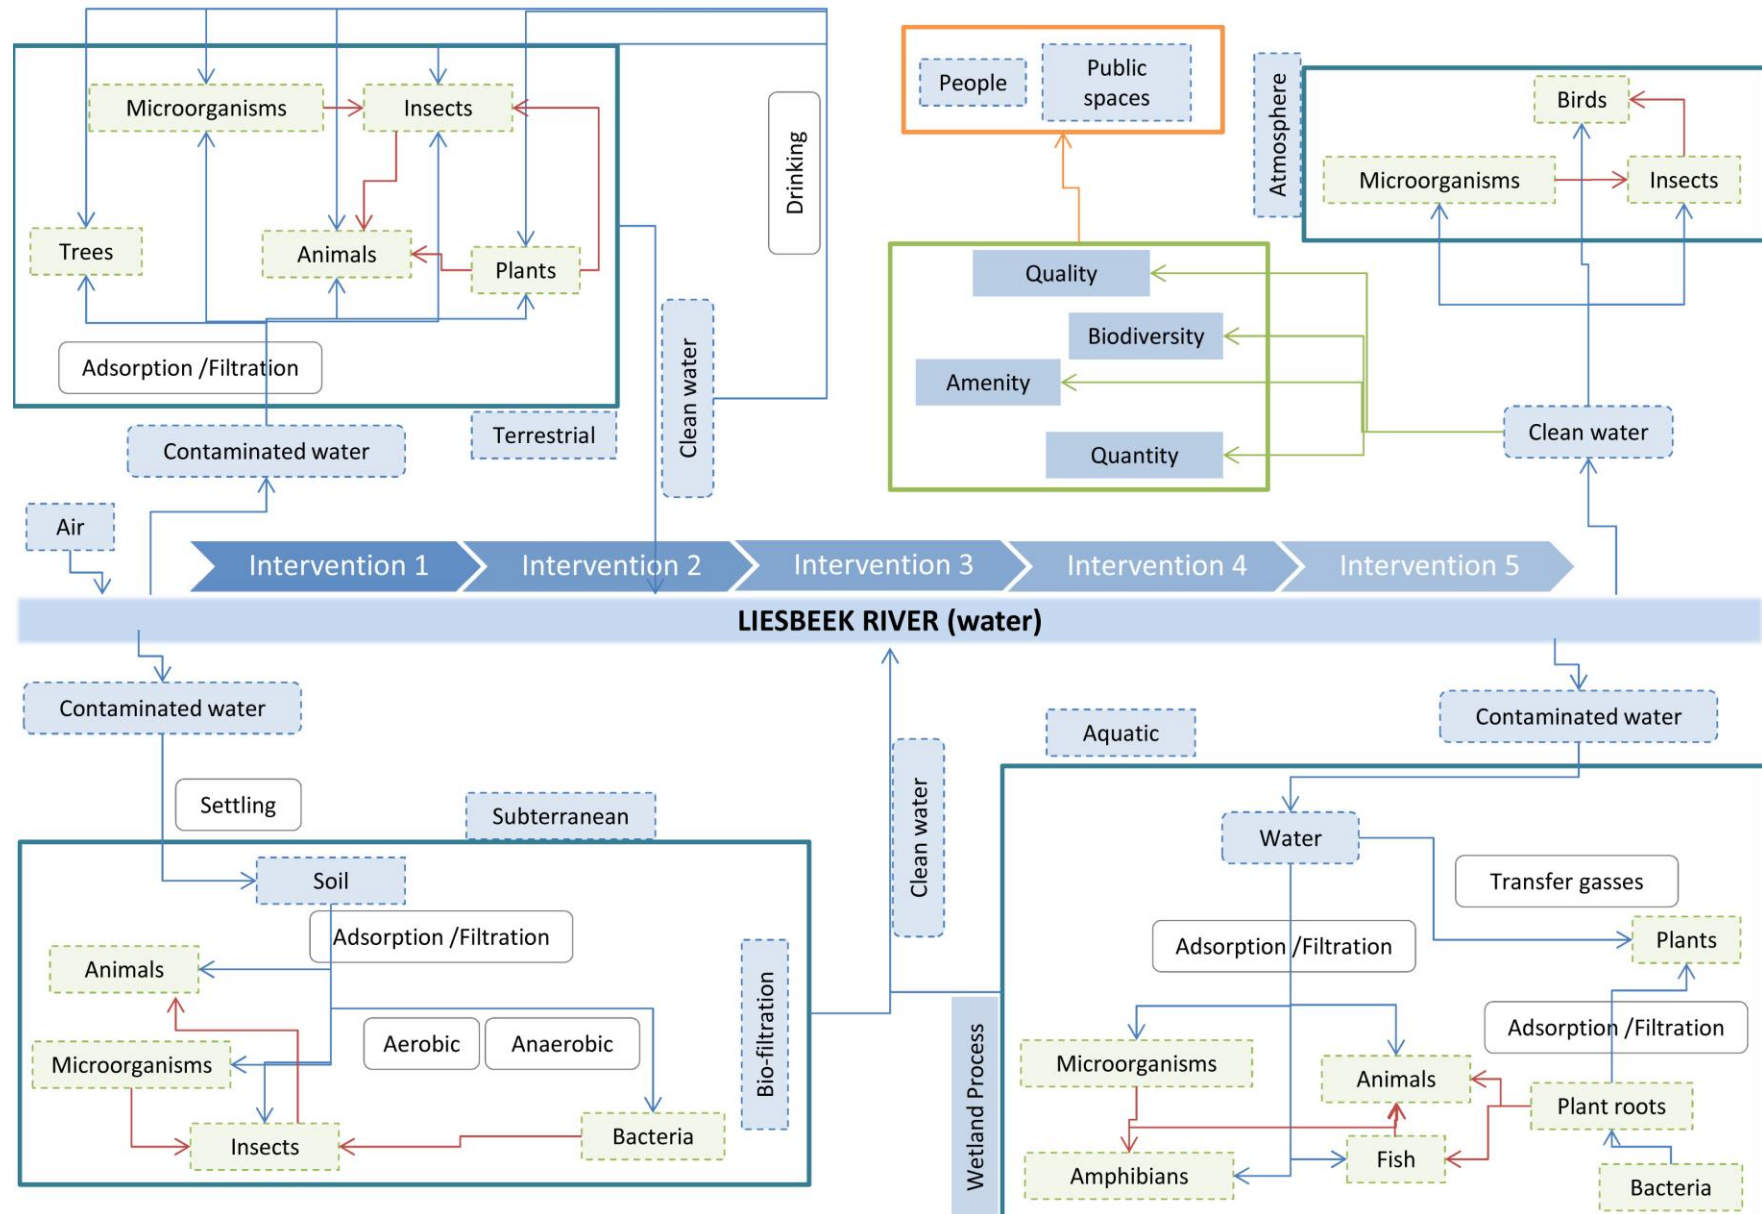 Microorganisms
Insects
Trees
Animals
Plants
Adsorption /Filtration
Terrestrial
Contaminated water
Air
Drinking
Clean water
People
Public
spaces
Quality
Biodiversity
Amenity
Quantity
Atmosphere
Birds
Microorganisms
Insects
Clean water
Intervention 1
Intervention 2
Intervention 3
Intervention 4
Intervention 5
LIESBEEK RIVER (water)
Contaminated water
Settling
Subterranean
Soil
Adsorption /Filtration
Animals
Aerobic
Anaerobic
Microorganisms
Insects
Bacteria
Bio-filtration
Clean water
Wetland Process
Aquatic
Contaminated water
Water
Transfer gasses
Adsorption /Filtration
Plants
Adsorption /Filtration
Microorganisms
Animals
Plant roots
Amphibians
Fish
Bacteria